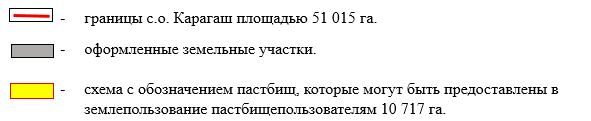 - границы с.о. Карагаш площадью 51 015 га.
- оформленные земельные участки.
- схема с обозначением пастбищ, которые могут быть предоставлены в
землепользование пастбищепользователям 10 717 га.